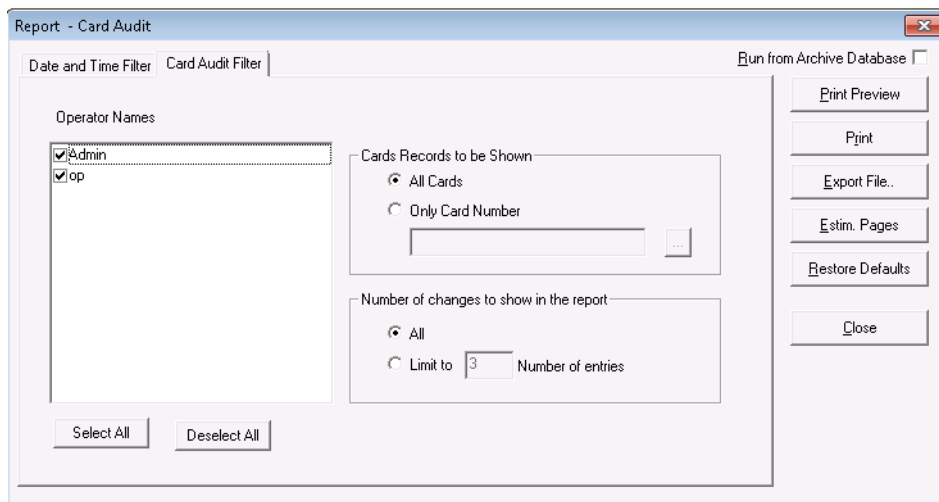 Report - Card Audit
Date and Time Filter
Card Audit Filter
Run from Archive Database
Operator Names
Admin
op
Select All
Deselect All
Cards Records to be Shown
All Cards
Only Card Number
...
Number of changes to show in the report
All
Limit to 3 Number of entries
Print Preview
Print
Export File..
Estim. Pages
Restore Defaults
Close